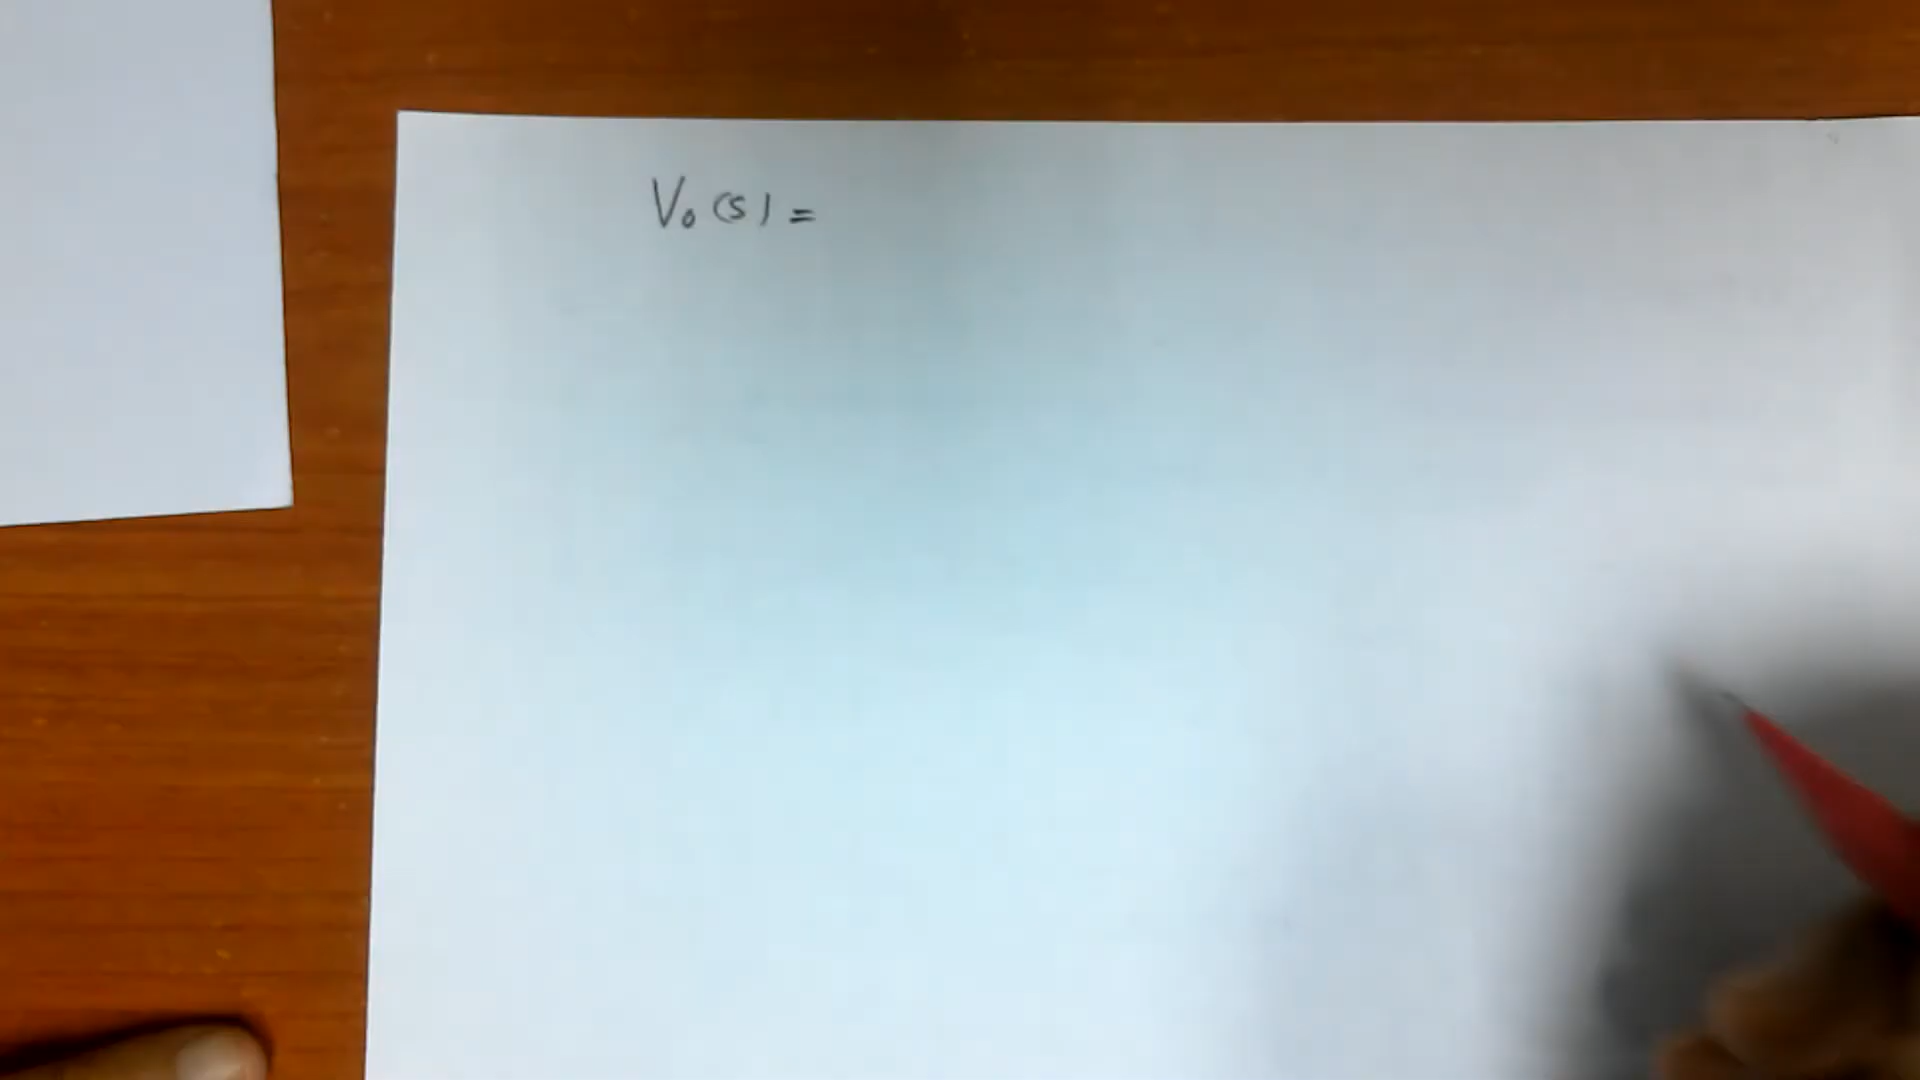 V₀(s) =